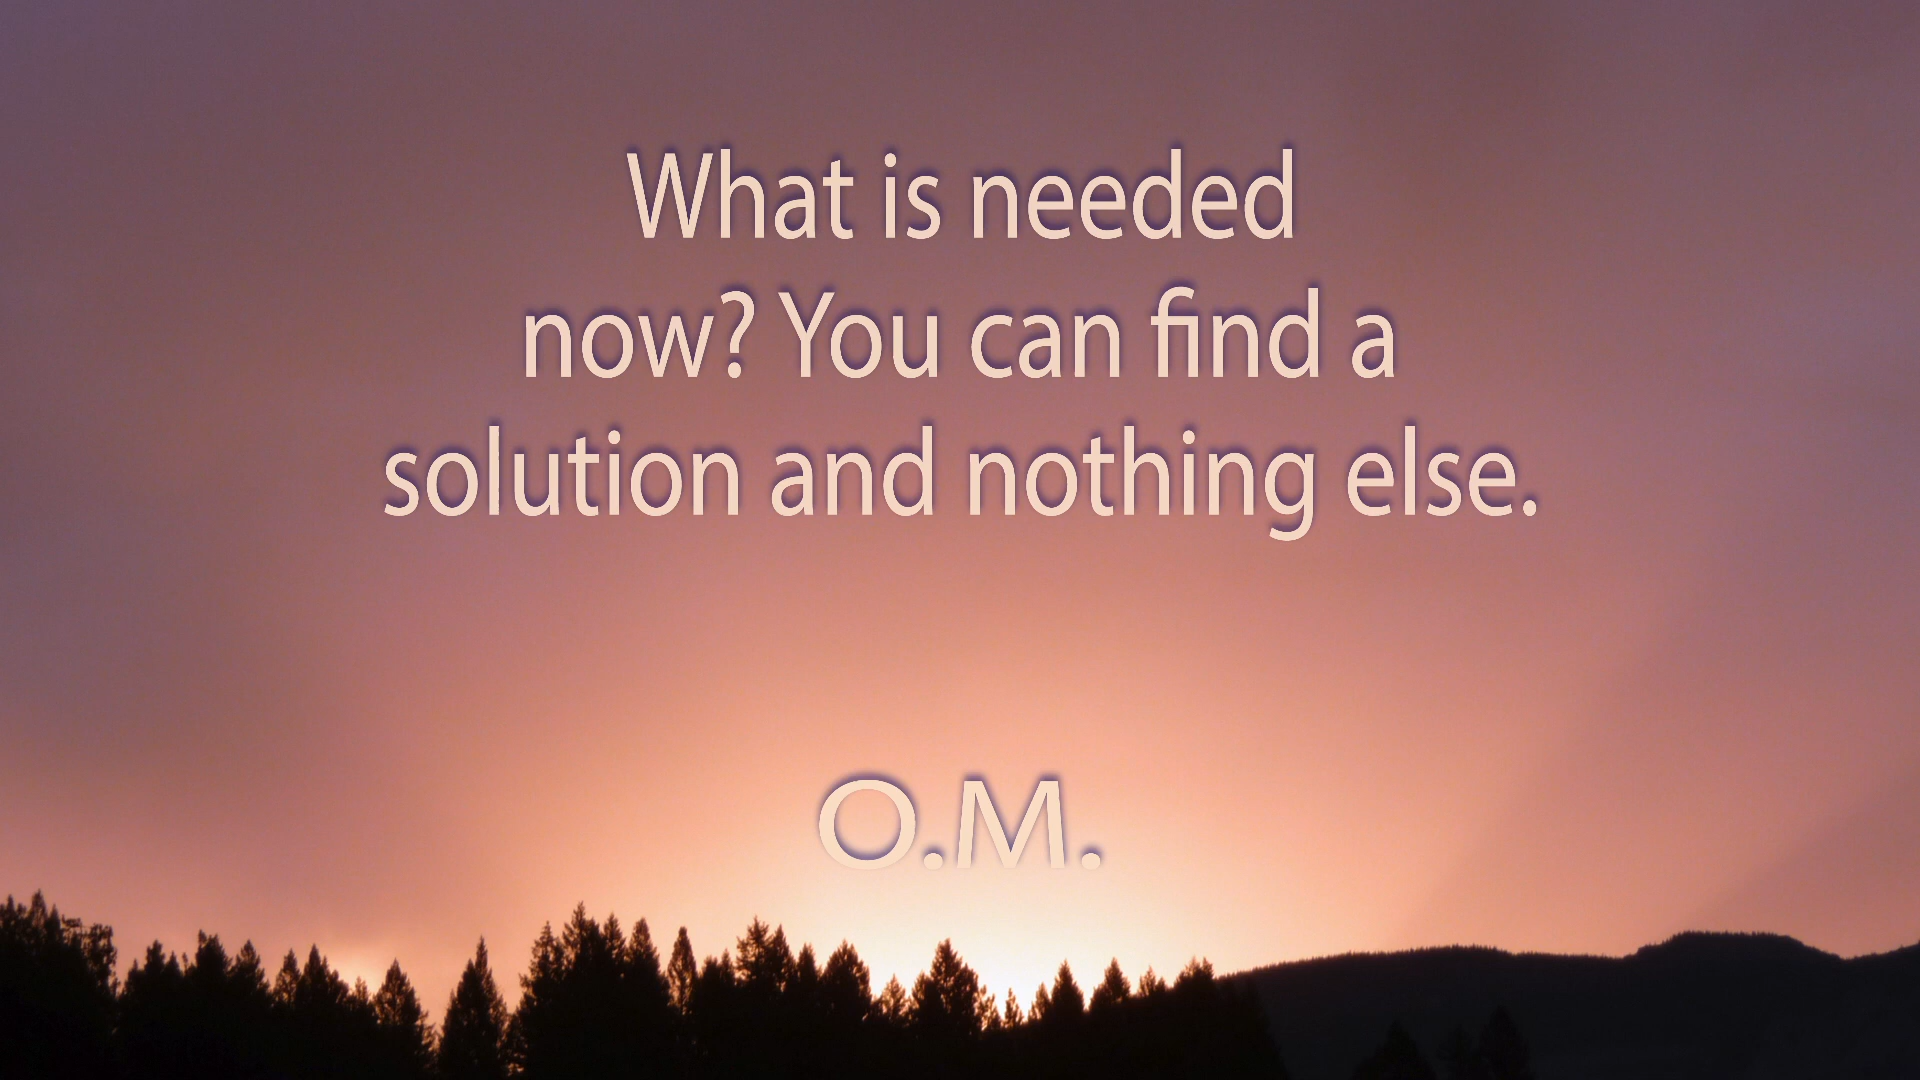 What is needed
now? You can find a
solution and nothing else.
O.M.